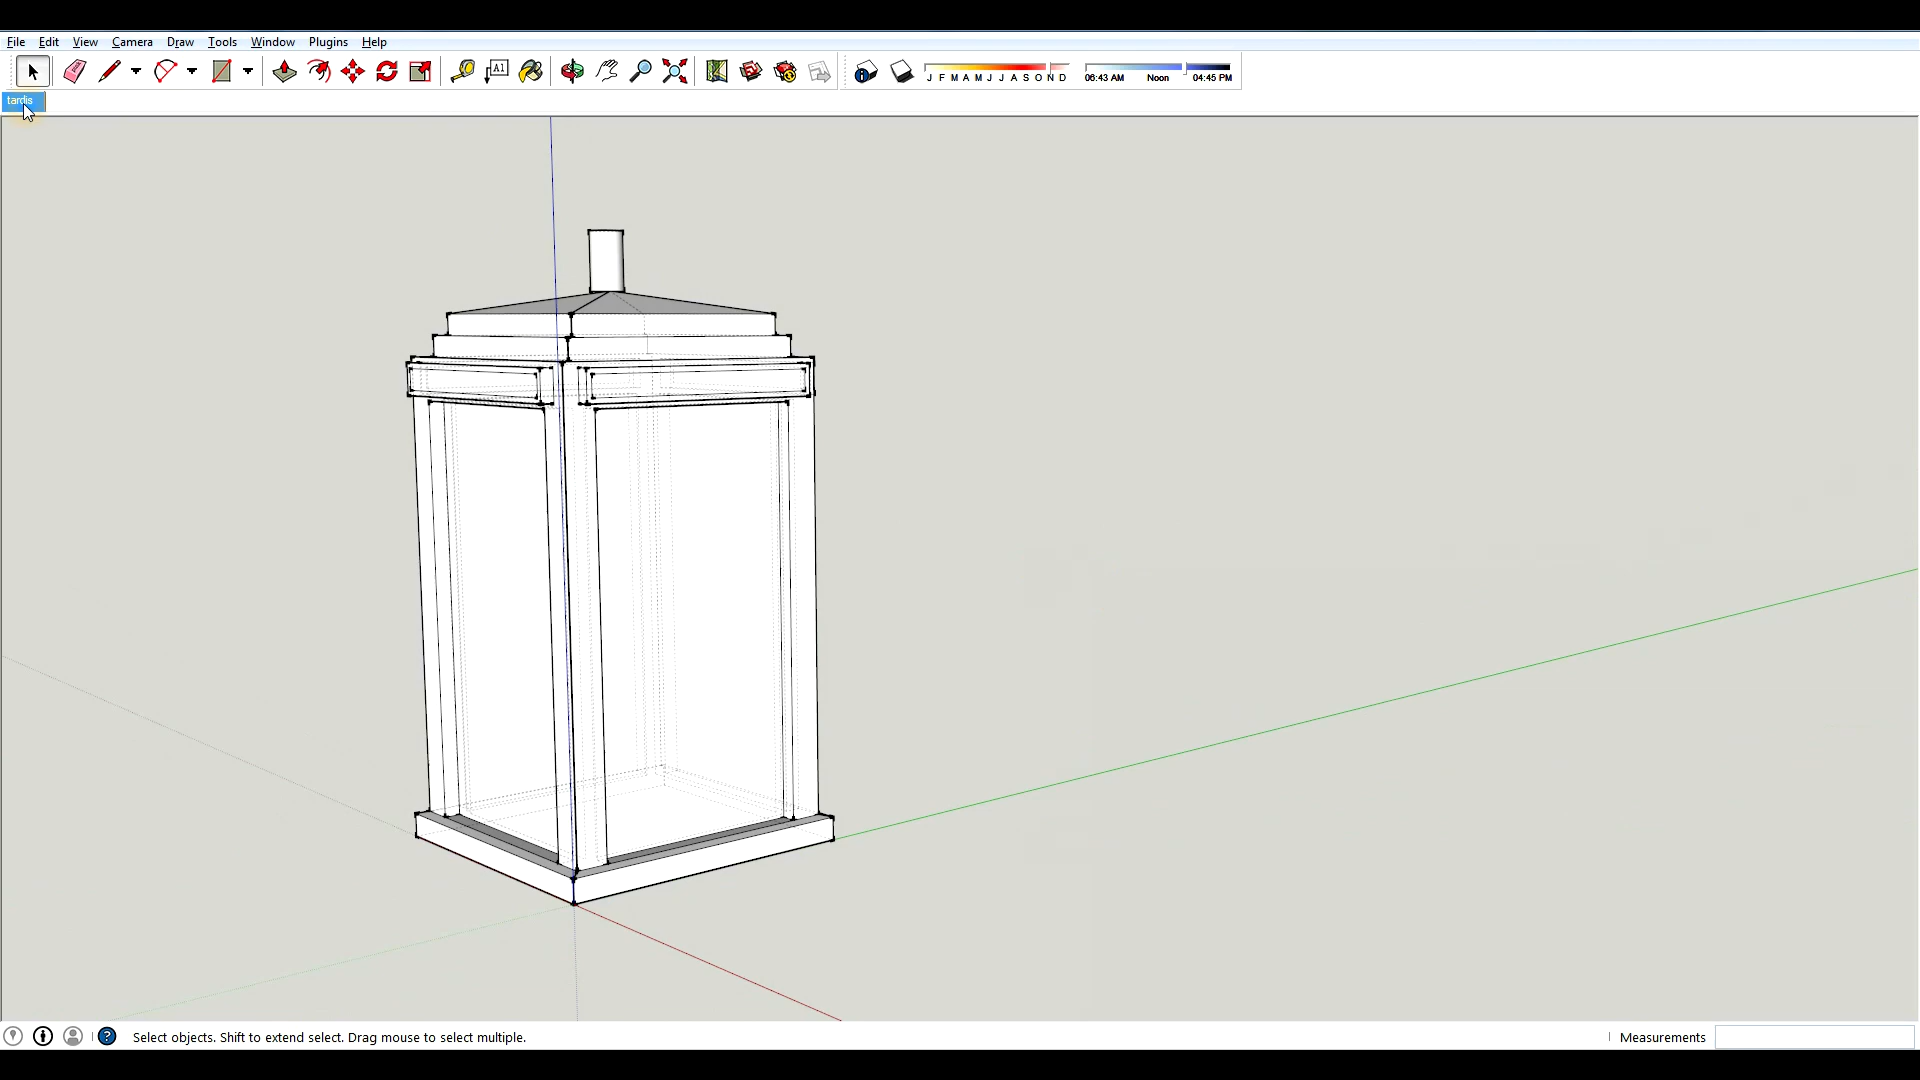 File Edit View Camera Draw Tools Window Plugins Help
A1
J F M A M J J A S O N D 06:43 AM Noon 04:45 PM
tardis
? Select objects. Shift to extend select. Drag mouse to select multiple. Measurements